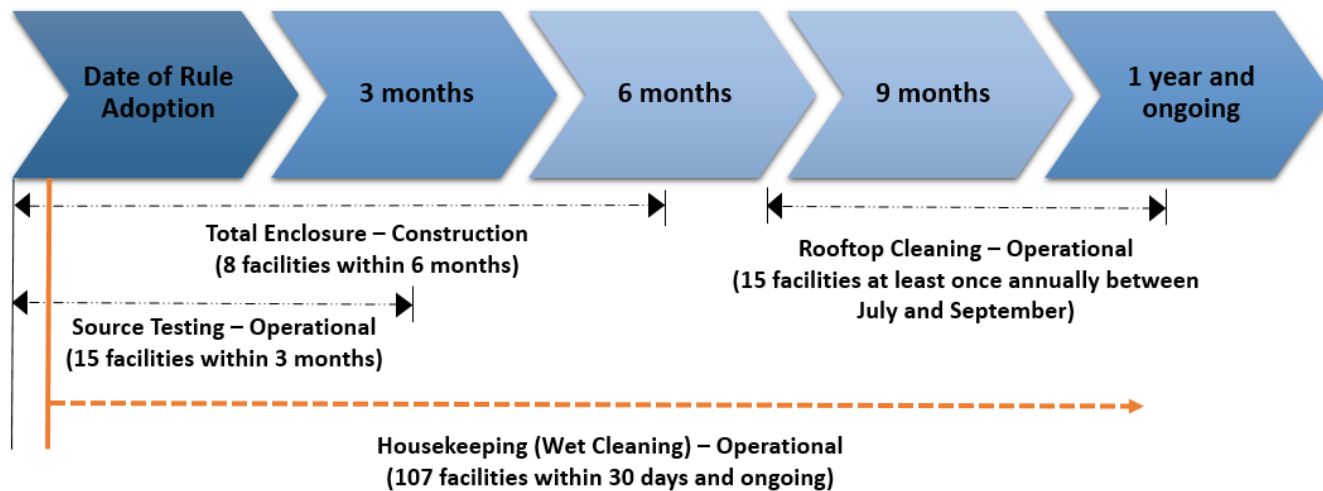 Date of Rule
Adoption
3 months
6 months
9 months
1 year and
ongoing
Total Enclosure – Construction
(8 facilities within 6 months)
Rooftop Cleaning – Operational
(15 facilities at least once annually between
July and September)
Source Testing – Operational
(15 facilities within 3 months)
Housekeeping (Wet Cleaning) – Operational
(107 facilities within 30 days and ongoing)